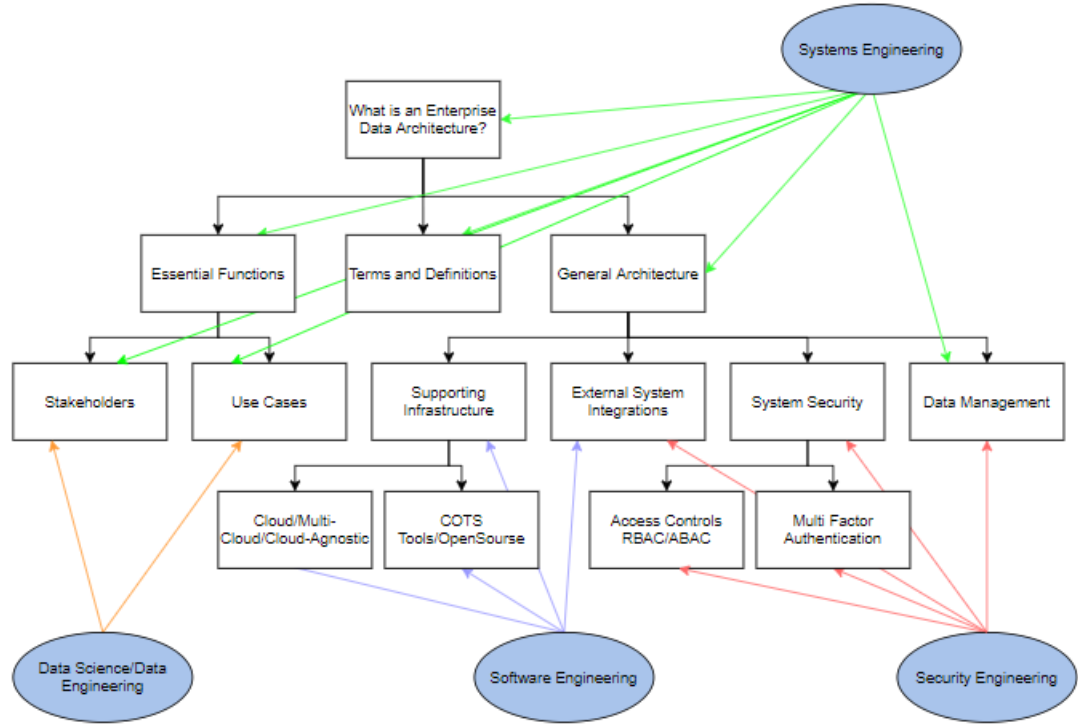 Systems Engineering
What is an Enterprise
Data Architecture?
Essential Functions
Terms and Definitions
General Architecture
Stakeholders
Use Cases
Supporting
Infrastructure
External System
Integrations
System Security
Data Management
Cloud/Multi-
Cloud/Cloud-Agnostic
COTS
Tools/OpenSourse
Access Controls
RBAC/ABAC
Multi Factor
Authentication
Data Science/Data
Engineering
Software Engineering
Security Engineering